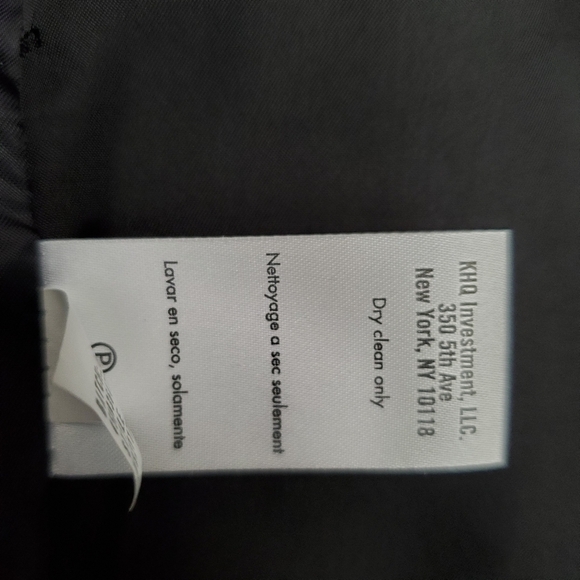 KHQ Investment, LLC.
350 5th Ave
New York, NY 10118
Dry clean only
Nettoyage a sec seulement
Lavar en seco, solamente
P